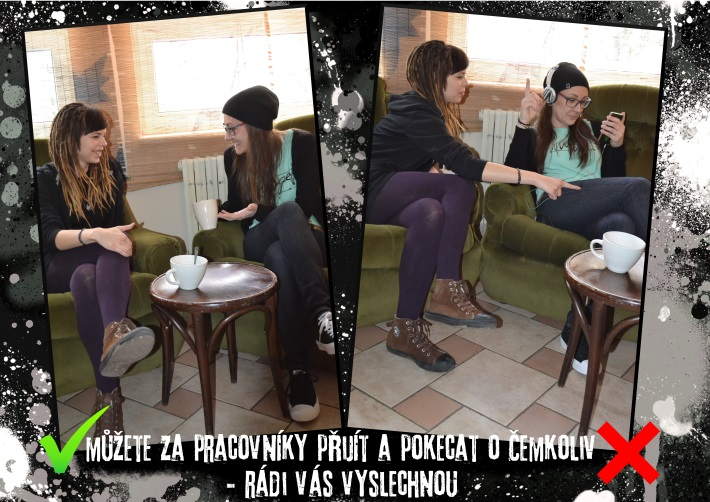 MŮŽETE ZA PRACOVNÍKY PŘIJÍT A POKECAT O ČEMKOLIV
- RÁDI VÁS VYSLECHNOU